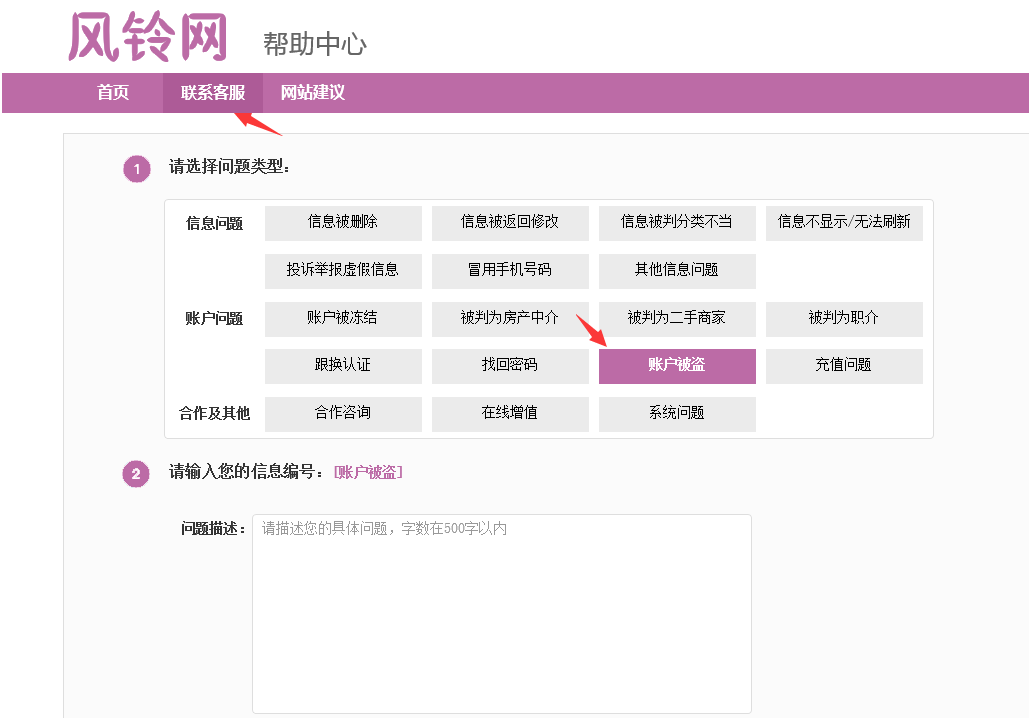 风铃网 帮助中心
首页 联系客服 网站建议
1 请选择问题类型：
信息问题 信息被删除 信息被返回修改 信息被判分类不当 信息不显示/无法刷新
投诉举报虚假信息 冒用手机号码 其他信息问题
账户问题 账户被冻结 被判为房产中介 被判为二手商家 被判为职介
跟换认证 找回密码 账户被盗 充值问题
合作及其他 合作咨询 在线增值 系统问题
2 请输入您的信息编号：[账户被盗]
问题描述： 请描述您的具体问题，字数在500字以内